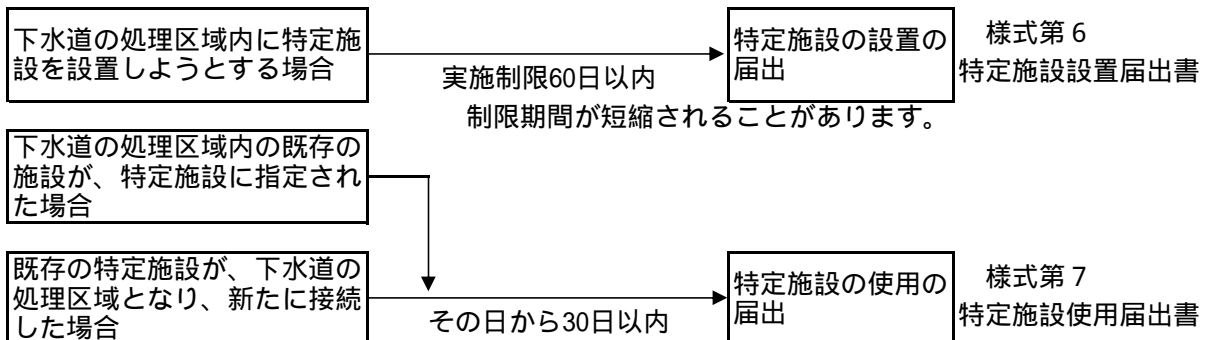 下水道の処理区域内に特定施
設を設置しようとする場合
実施制限60日以内
制限期間が短縮されることがあります。
特定施設の設置の
届出
様式第6
特定施設設置届出書
下水道の処理区域内の既存の
施設が、特定施設に指定され
た場合
既存の特定施設が、下水道の
処理区域となり、新たに接続
した場合
その日から30日以内
特定施設の使用の
届出
様式第7
特定施設使用届出書